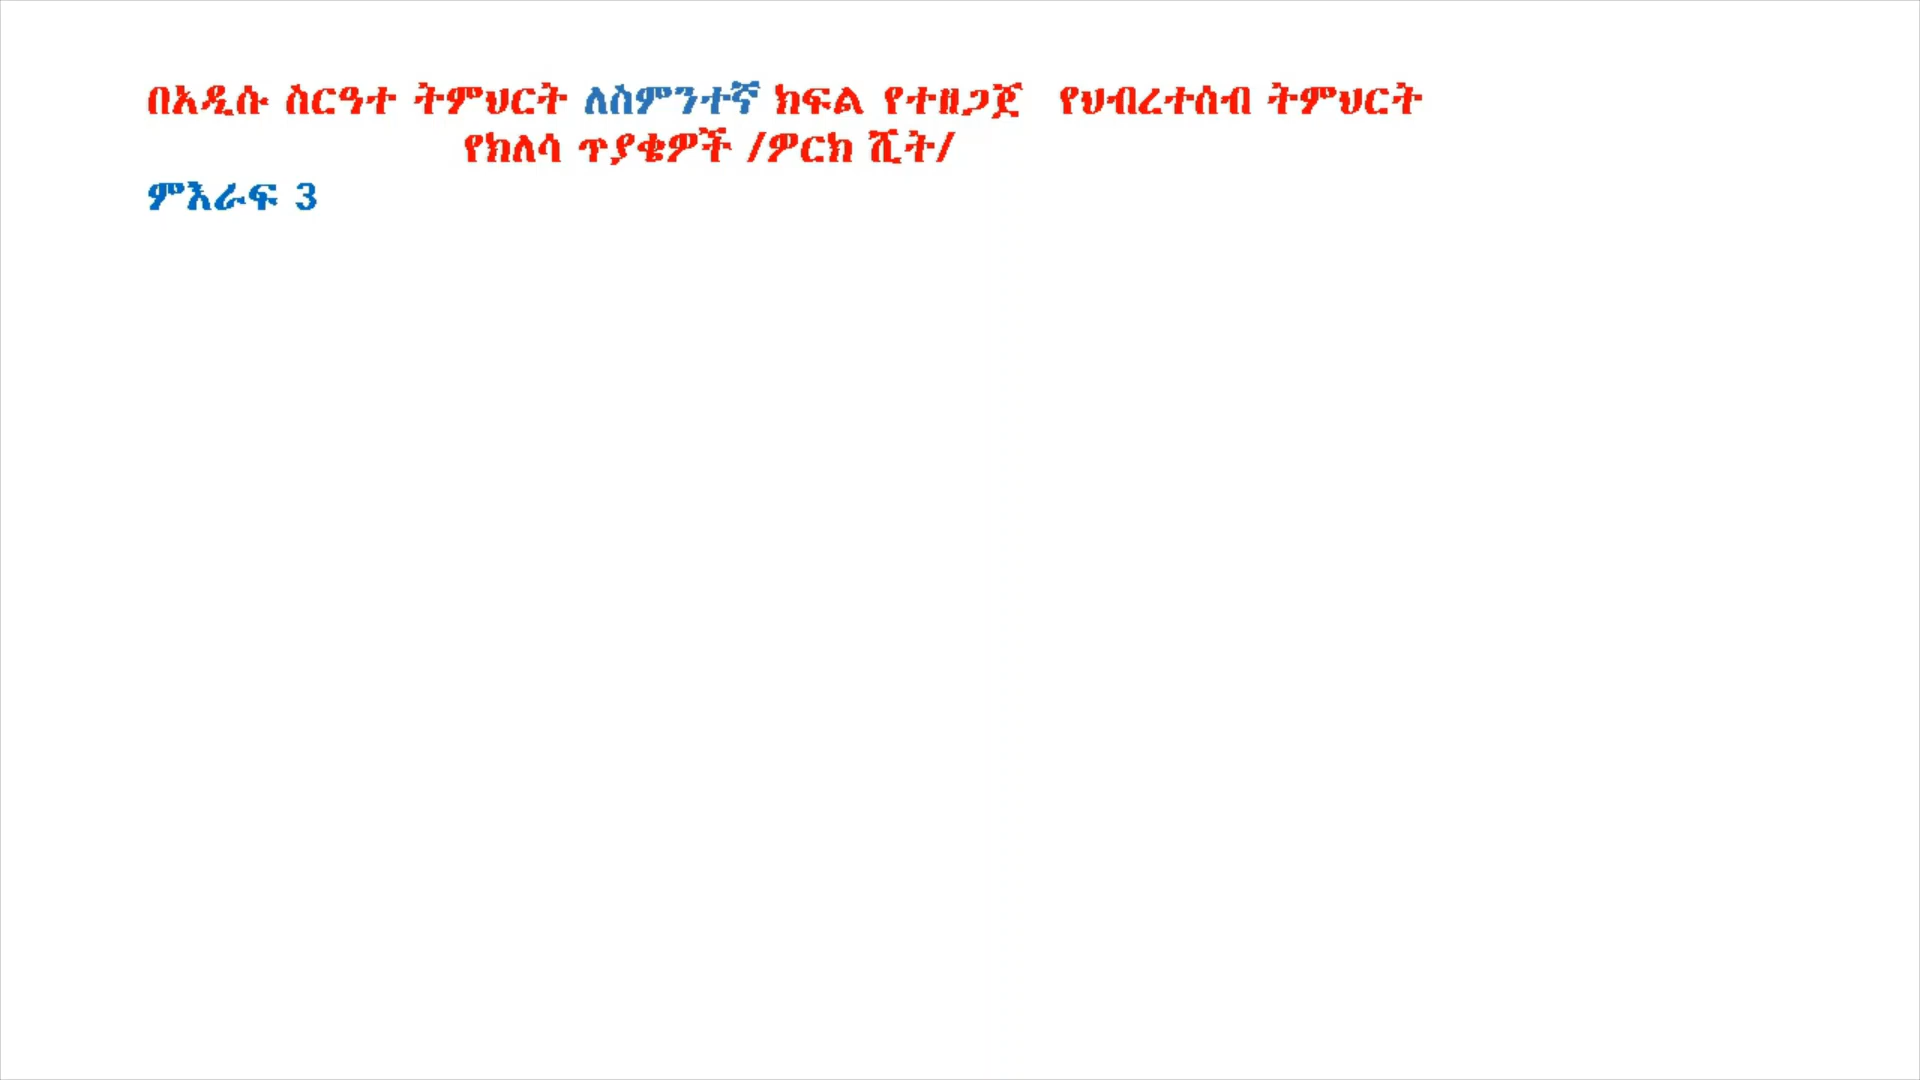 በአዲሱ ስርዓተ ትምህርት ለስምንተኛ ክፍል የተዘጋጀ የህብረተሰብ ትምህርት
የክለሳ ጥያቄዎች /ዎርክ ሺት/
ምእራፍ 3